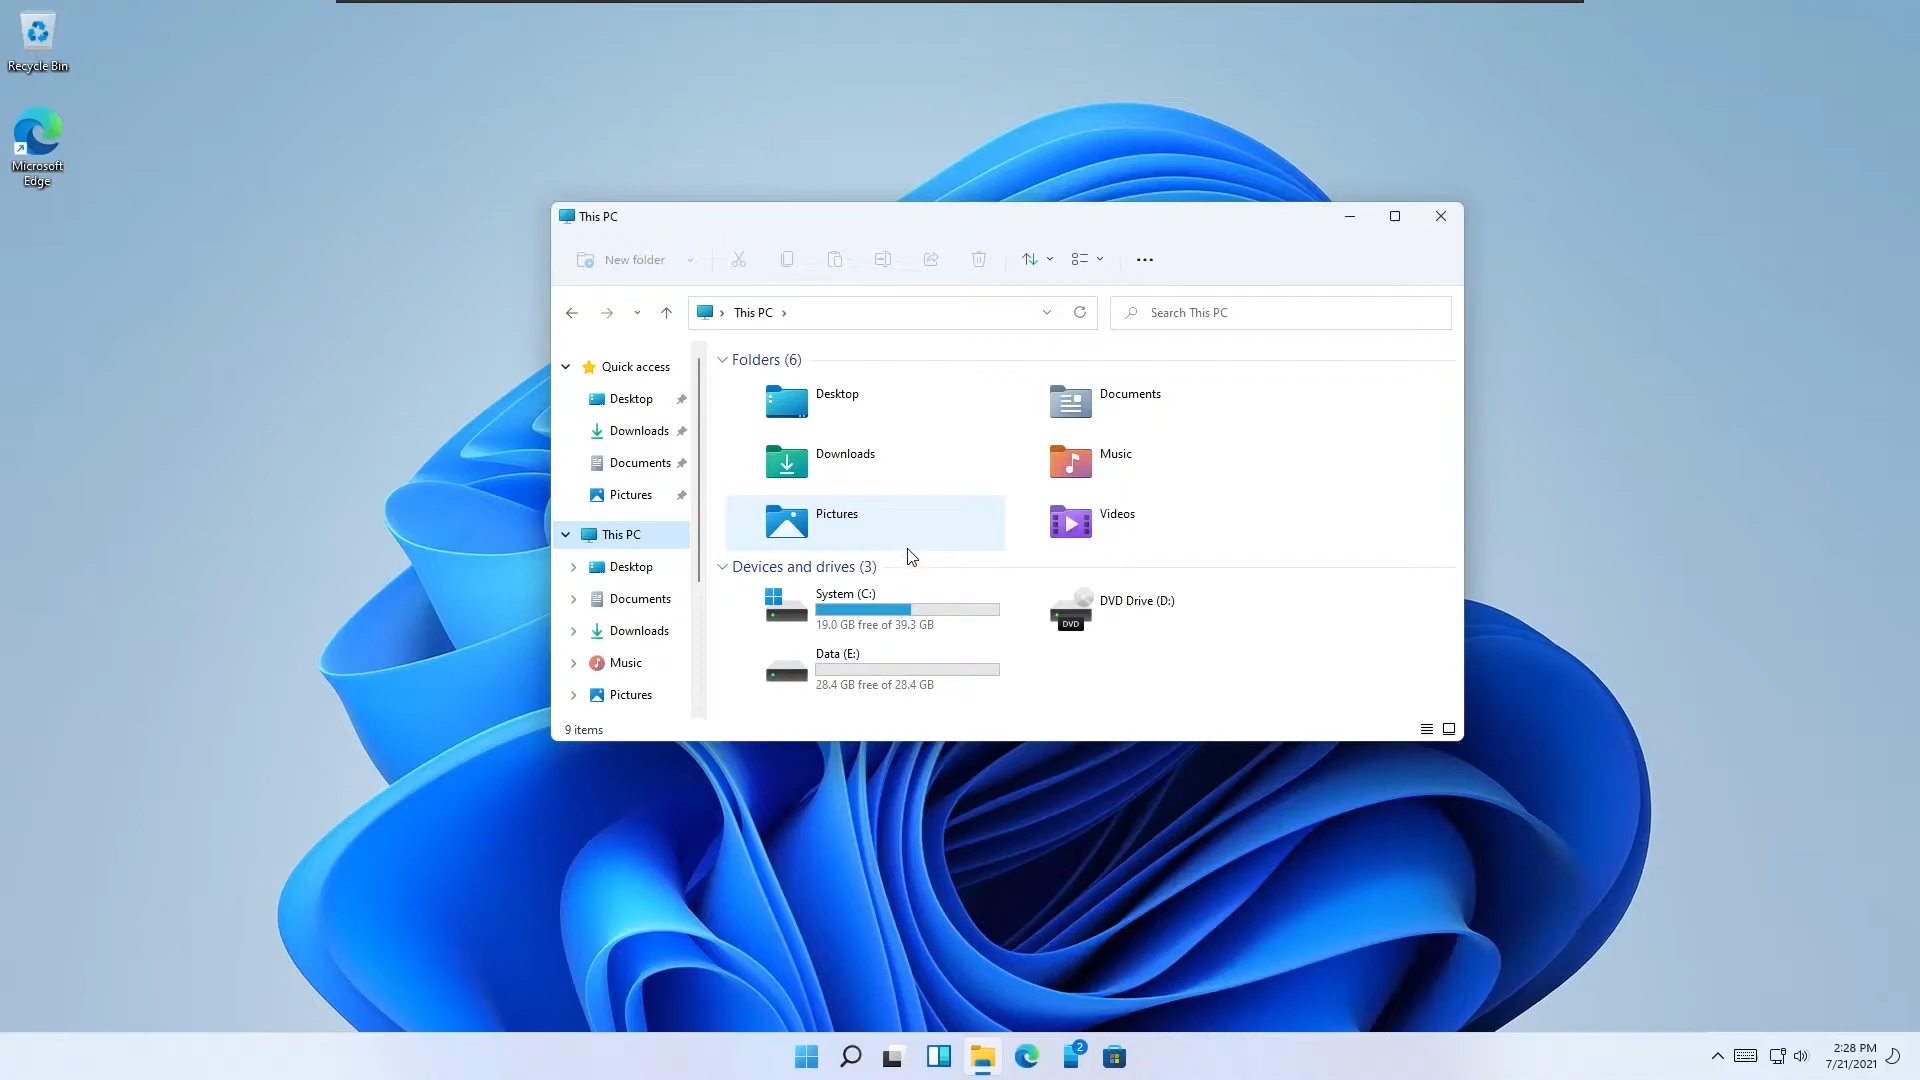 Recycle Bin
Microsoft
Edge
This PC
New folder
This PC
Search This PC
Quick access
Desktop
Downloads
Documents
Pictures
This PC
Desktop
Documents
Downloads
Music
Pictures
Folders (6)
Desktop
Documents
Downloads
Music
Pictures
Videos
Devices and drives (3)
System (C:)
19.0 GB free of 39.3 GB
DVD Drive (D:)
DVD
Data (E:)
28.4 GB free of 28.4 GB
9 items
2
2:28 PM
7/21/2021